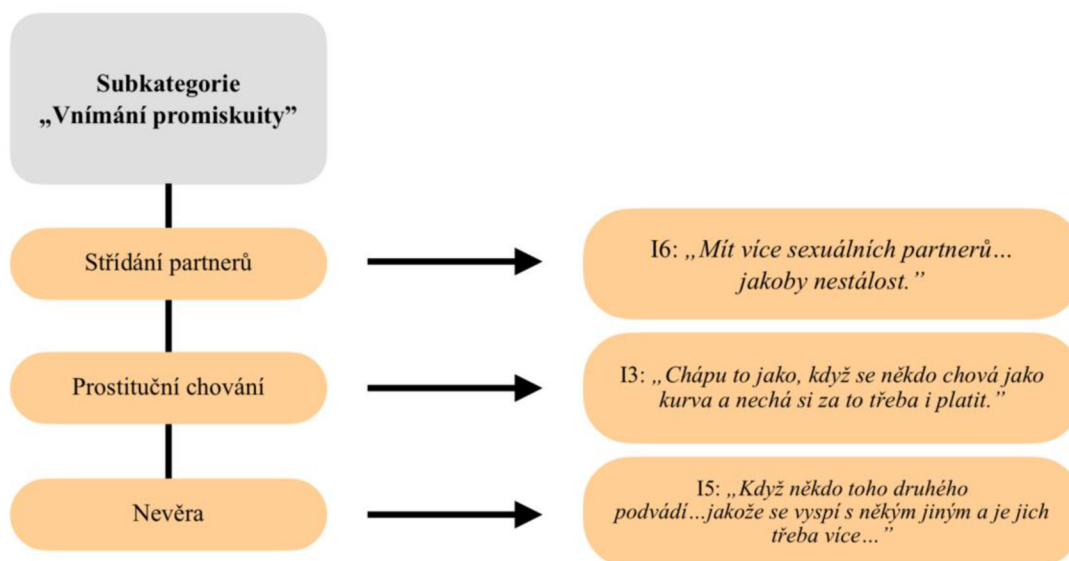 Subkategorie
„Vnímání promiskuity”
Střídání partnerů
I6: „Mít více sexuálních partnerů…
jakoby nestálost.”
Prostituční chování
I3: „Chápu to jako, když se někdo chová jako
kurva a nechá si za to třeba i platit.”
Nevěra
I5: „Když někdo toho druhého
podvádí…jakože se vyspí s někým jiným a je jich
třeba více…”